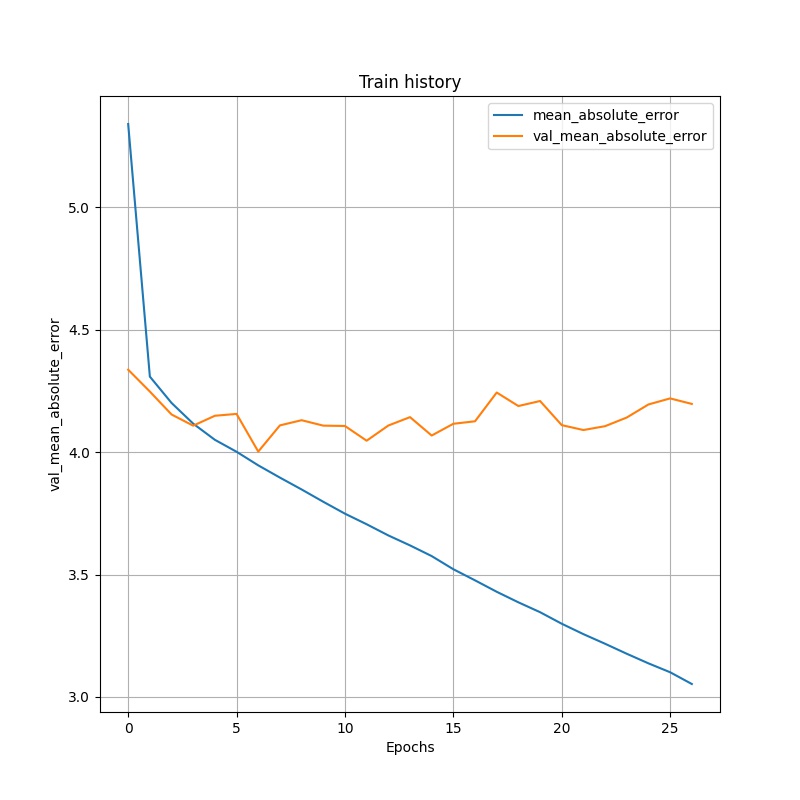 Train history
mean_absolute_error
val_mean_absolute_error
val_mean_absolute_error
5.0
4.5
4.0
3.5
3.0
0 5 10 15 20 25
Epochs